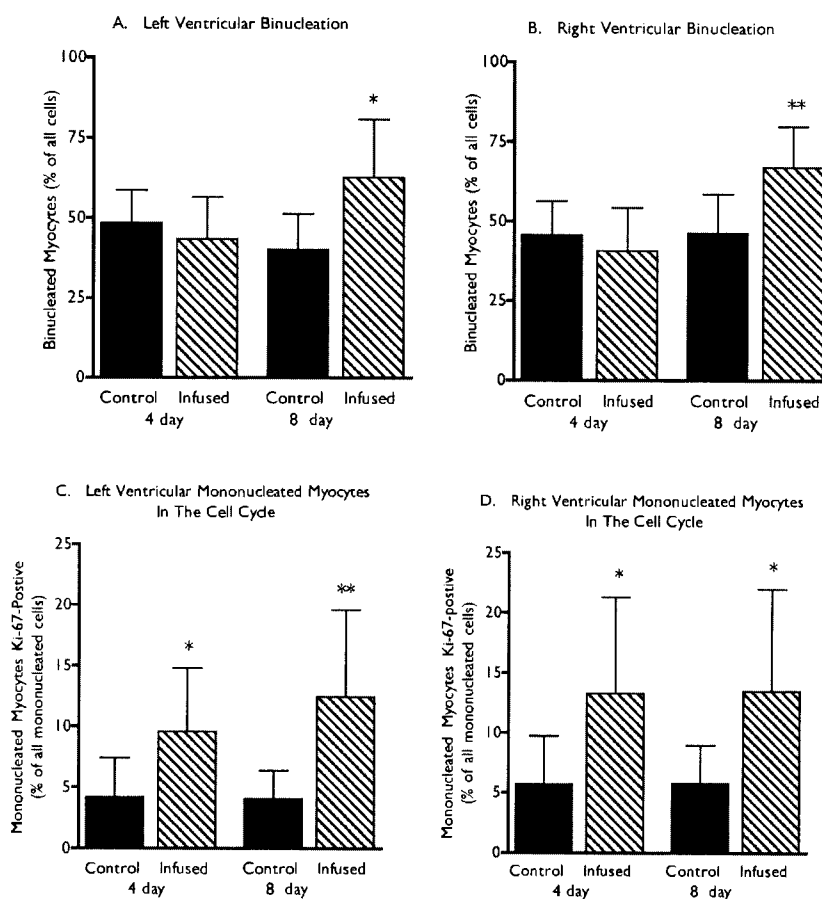 A. Left Ventricular Binucleation
Binucleated Myocytes (% of all cells)
100
75
50
25
0
*
Control Infused Control Infused
4 day 8 day
B. Right Ventricular Binucleation
Binucleated Myocytes (% of all cells)
100
75
50
25
0
**
Control Infused Control Infused
4 day 8 day
C. Left Ventricular Mononucleated Myocytes
In The Cell Cycle
Mononucleated Myocytes Ki-67-Postive
(% of all mononucleated cells)
25
20
15
10
5
0
*
**
Control Infused Control Infused
4 day 8 day
D. Right Ventricular Mononucleated Myocytes
In The Cell Cycle
Mononucleated Myocytes Ki-67-postive
(% of all mononucleated cells)
25
20
15
10
5
0
*
*
Control Infused Control Infused
4 day 8 day